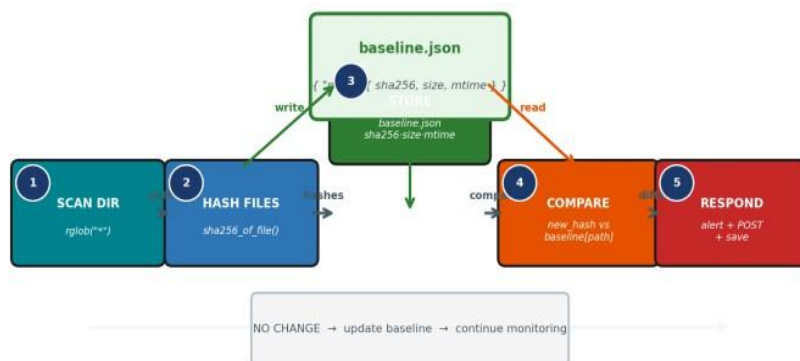 baseline.json
{ sha256, size, mtime } }
3
STORE
write
read
baseline.json
sha256·size·mtime
1
SCAN DIR
rglob("*")
2
HASH FILES
sha256_of_file()
4
COMPARE
new_hash vs
baseline[path]
5
RESPOND
alert + POST
+ save
NO CHANGE → update baseline → continue monitoring